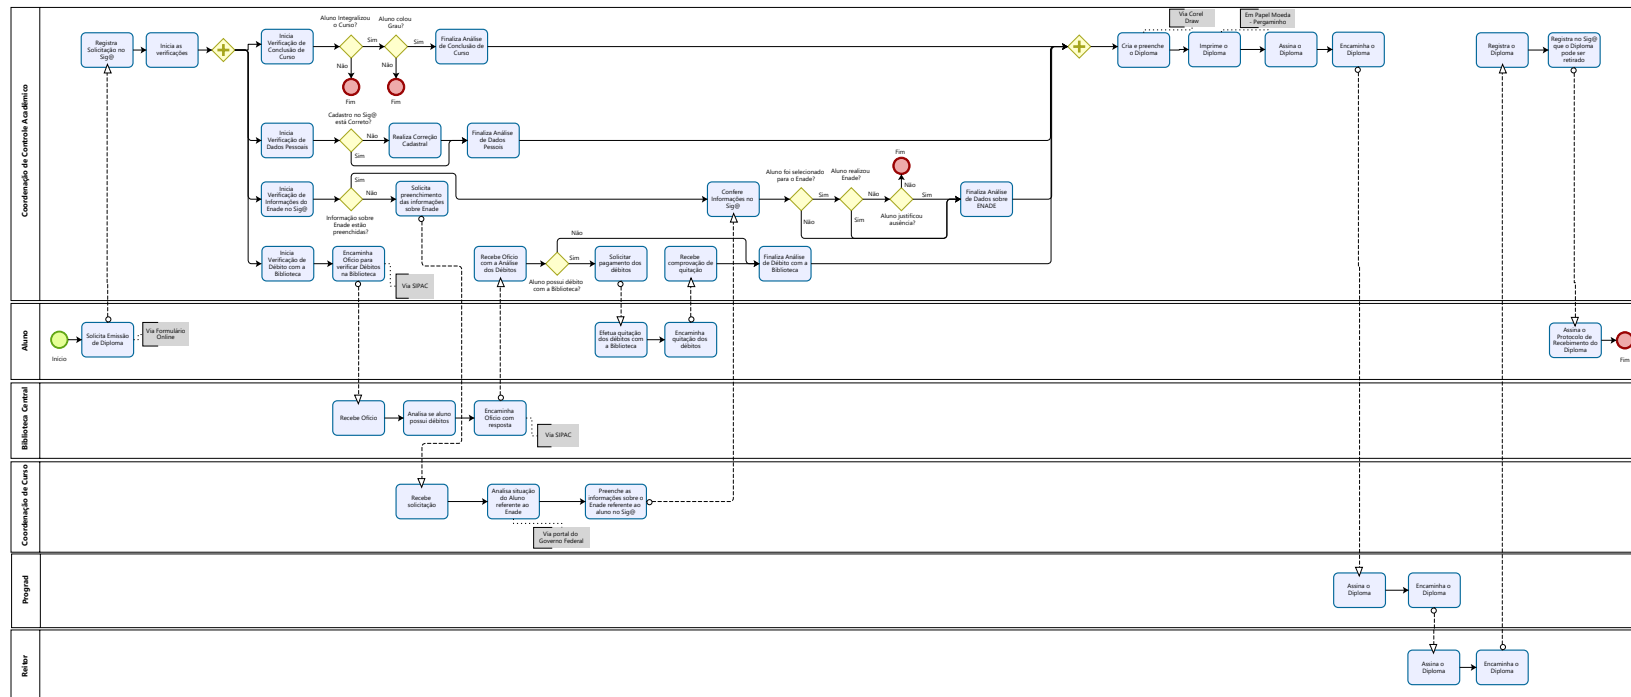 Coordenação de Controle Acadêmico
Registra
Solicitação no
Sig@
Inicia as
verificações
Inicia
Verificação de
Conclusão de
Curso
Aluno Integralizou
o Curso?
Sim
Não
Fim
Aluno colou
Grau?
Sim
Não
Fim
Finaliza Análise
de Conclusão de
Curso
Via Corel
Draw
Em Papel Moeda
- Pergaminho
Cria e preenche
o Diploma
Imprime o
Diploma
Assina o
Diploma
Encaminha o
Diploma
Registra o
Diploma
Registra no Sig@
que o Diploma
pode ser
retirado
Inicia
Verificação de
Dados Pessoais
Cadastro no Sig@
está Correto?
Não
Sim
Realiza Correção
Cadastral
Finaliza Análise
de Dados
Pessois
Inicia
Verificação de
Informações do
Enade no Sig@
Sim
Não
Informação sobre
Enade estão
preenchidas?
Solicita
preenchimento
das informações
sobre Enade
Confere
Informações no
Sig@
Aluno foi selecionado
para o Enade?
Sim
Não
Aluno realizou
Enade?
Não
Sim
Fim
Não
Sim
Aluno justificou
ausência?
Finaliza Análise
de Dados sobre
ENADE
Inicia
Verificação de
Débito com a
Biblioteca
Encaminha
Ofício para
verificar Débitos
na Biblioteca
Via SIPAC
Recebe Ofício
com a Análise
dos Débitos
Não
Sim
Aluno possui débito
com a Biblioteca?
Solicitar
pagamento dos
débitos
Recebe
comprovação de
quitação
Finaliza Análise
de Débito com a
Biblioteca
Aluno
Início
Solicita Emissão
de Diploma
Via Formulário
Online
Efetua quitação
dos débitos com
a Biblioteca
Encaminha
quitação dos
débitos
Assina o
Protocolo de
Recebimento do
Diploma
Fim
Biblioteca Central
Recebe Ofício
Analisa se aluno
possui débitos
Encaminha
Ofício com
resposta
Via SIPAC
Coordenação de Curso
Recebe
solicitação
Analisa situação
do Aluno
referente ao
Enade
Via portal do
Governo Federal
Preenche as
informações sobre o
Enade referente ao
aluno no Sig@
Prograd
Assina o
Diploma
Encaminha o
Diploma
Reitor
Assina o
Diploma
Encaminha o
Diploma